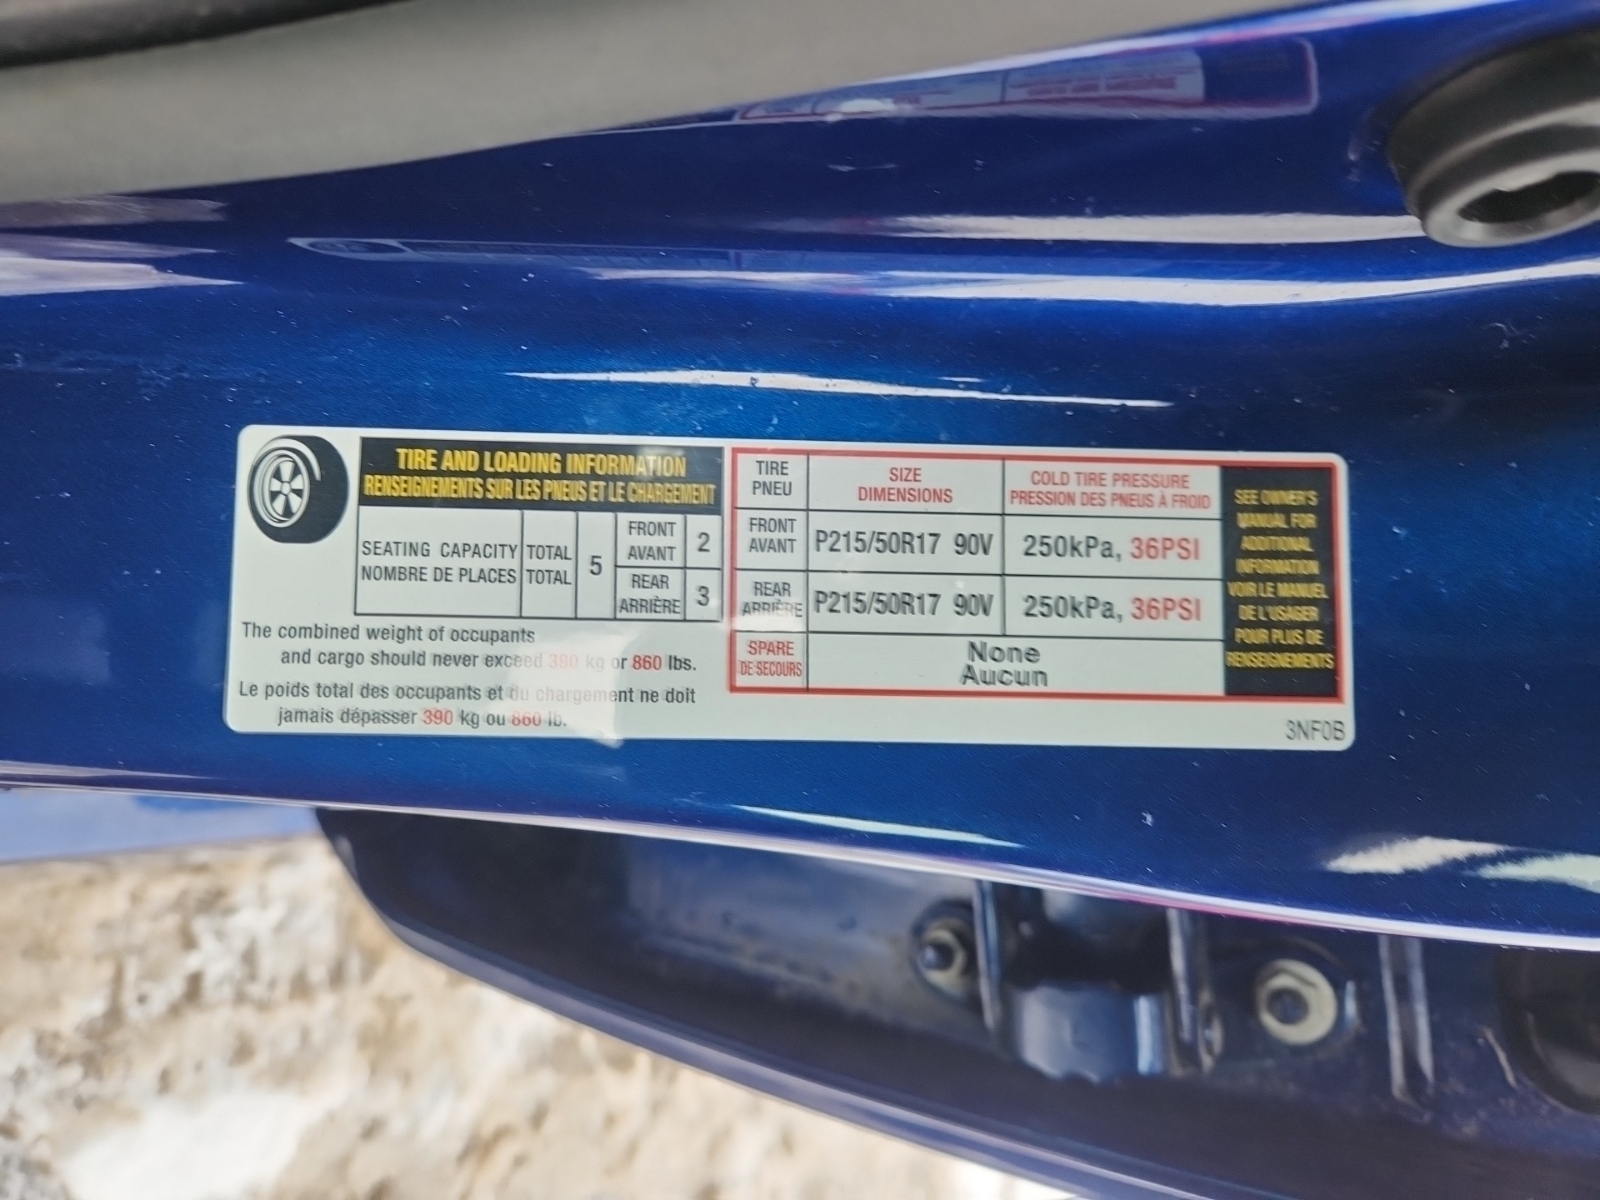 TIRE AND LOADING INFORMATION
RENSEIGNEMENTS SUR LES PNEUS ET LE CHARGEMENT
SEATING CAPACITY
NOMBRE DE PLACES
TOTAL
TOTAL
5
FRONT
AVANT
2
REAR
ARRIÈRE
3
The combined weight of occupants
and cargo should never exceed 390 kg or 860 lbs.
Le poids total des occupants et du chargement ne doit
jamais dépasser 390 kg ou 860 lb.
TIRE
PNEU
SIZE
DIMENSIONS
COLD TIRE PRESSURE
PRESSION DES PNEUS À FROID
FRONT
AVANT
P215/50R17 90V
250kPa, 36PSI
REAR
ARRIÈRE
P215/50R17 90V
250kPa, 36PSI
SPARE
DE SECOURS
None
Aucun
SEE OWNER'S
MANUAL FOR
ADDITIONAL
INFORMATION
VOIR LE MANUEL
DE L'USAGER
POUR PLUS DE
RENSEIGNEMENTS
3NF0B